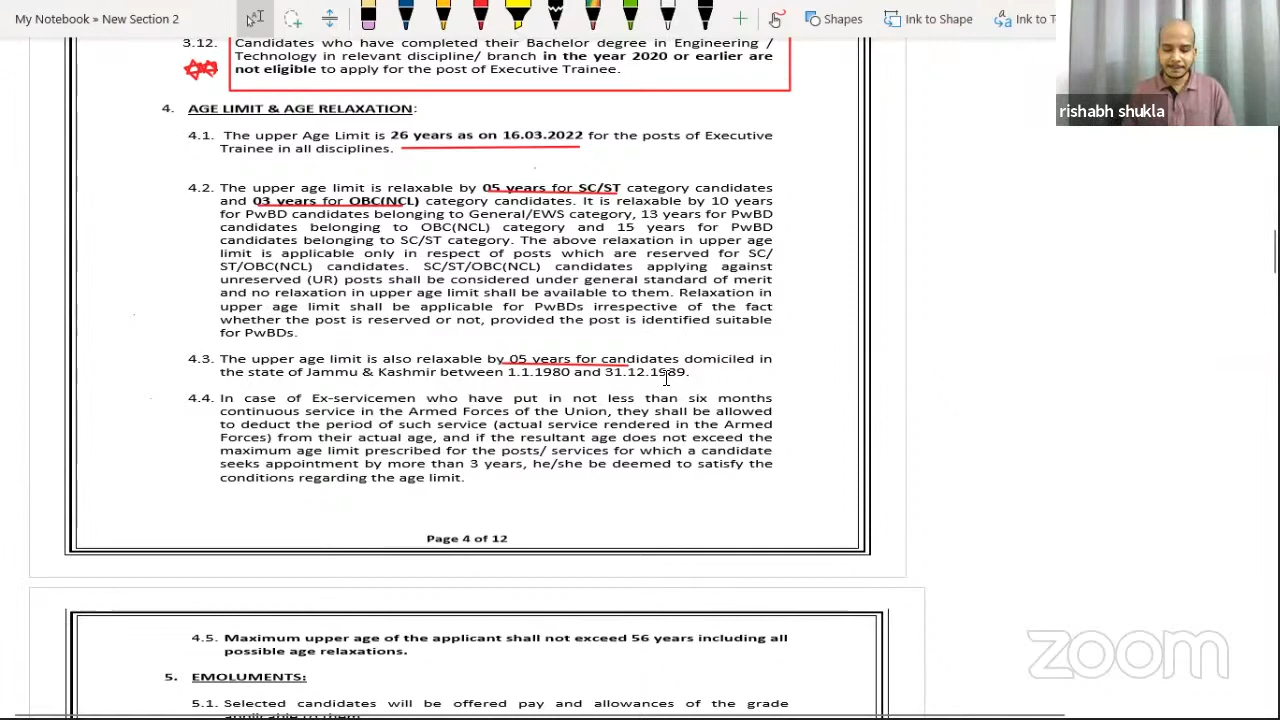 My Notebook » New Section 2
Shapes
Ink to Shape
Ink to
3.12. Candidates who have completed their Bachelor degree in Engineering /
Technology in relevant discipline/ branch in the year 2020 or earlier are
not eligible to apply for the post of Executive Trainee.
rishabh shukla
4. AGE LIMIT & AGE RELAXATION:
4.1. The upper Age Limit is 26 years as on 16.03.2022 for the posts of Executive
Trainee in all disciplines.
4.2. The upper age limit is relaxable by 05 years for SC/ST category candidates
and 03 years for OBC(NCL) category candidates. It is relaxable by 10 years
for PwBD candidates belonging to General/EWS category, 13 years for PwBD
candidates belonging to OBC(NCL) category and 15 years for PwBD
candidates belonging to SC/ST category. The above relaxation in upper age
limit is applicable only in respect of posts which are reserved for SC/
ST/OBC(NCL) candidates. SC/ST/OBC(NCL) candidates applying against
unreserved (UR) posts shall be considered under general standard of merit
and no relaxation in upper age limit shall be available to them. Relaxation in
upper age limit shall be applicable for PwBDs irrespective of the fact
whether the post is reserved or not, provided the post is identified suitable
for PwBDs.
4.3. The upper age limit is also relaxable by 05 years for candidates domiciled in
the state of Jammu & Kashmir between 1.1.1980 and 31.12.1989.
4.4. In case of Ex-servicemen who have put in not less than six months
continuous service in the Armed Forces of the Union, they shall be allowed
to deduct the period of such service (actual service rendered in the Armed
Forces) from their actual age, and if the resultant age does not exceed the
maximum age limit prescribed for the posts/ services for which a candidate
seeks appointment by more than 3 years, he/she be deemed to satisfy the
conditions regarding the age limit.
Page 4 of 12
4.5. Maximum upper age of the applicant shall not exceed 56 years including all
possible age relaxations.
5. EMOLUMENTS:
5.1. Selected candidates will be offered pay and allowances of the grade
applicable to them
zoom